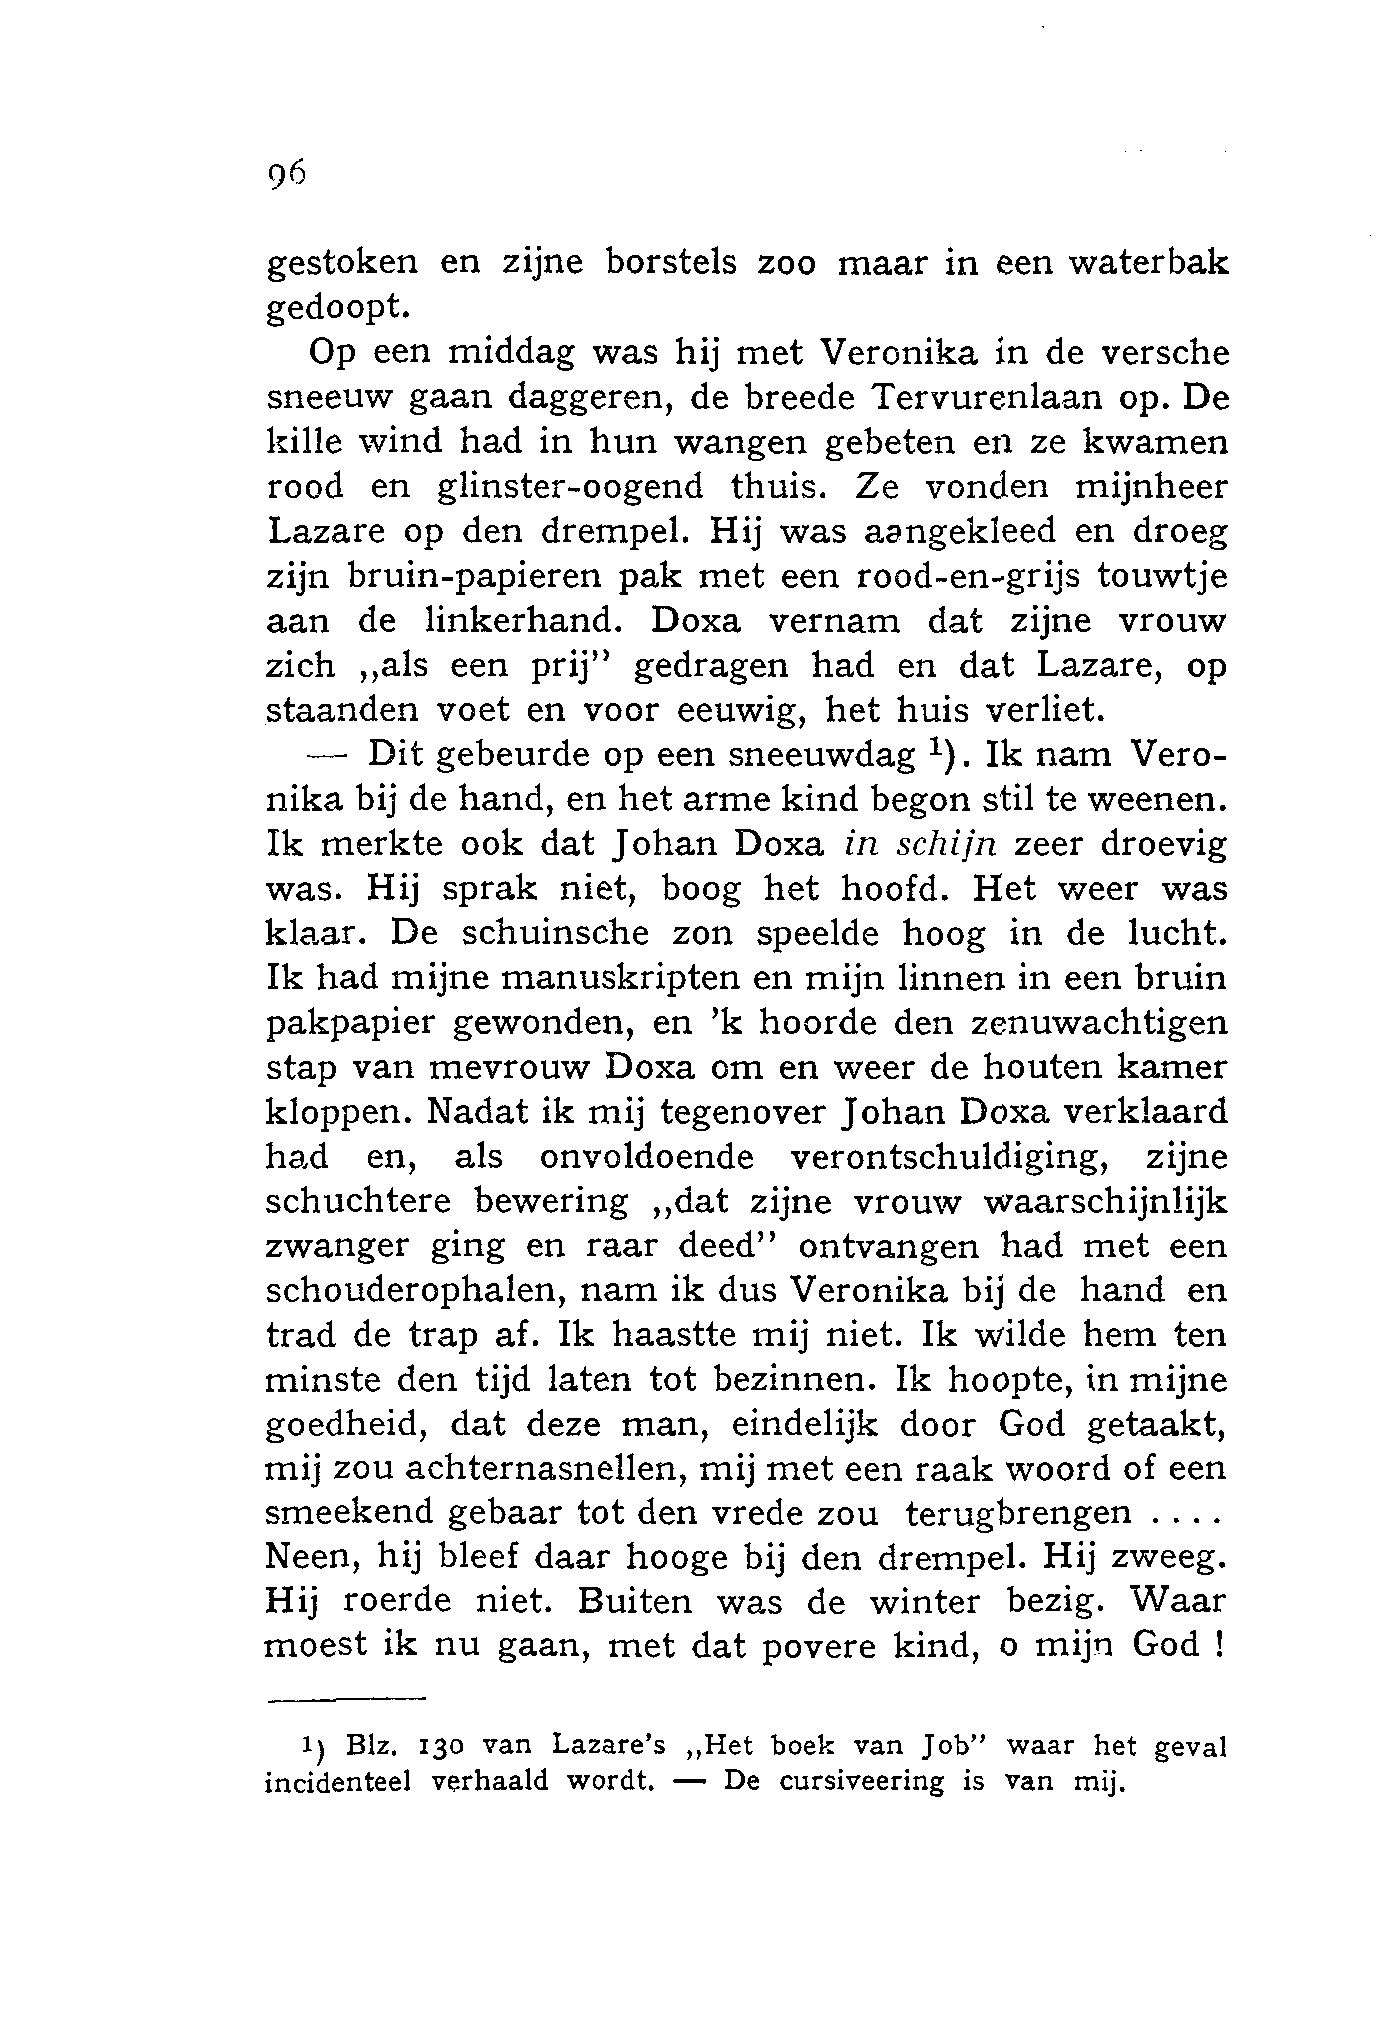 96
gestoken en zijne borstels zoo maar in een waterbak
gedoopt.
Op een middag was hij met Veronika in de versche
sneeuw gaan daggeren, de breede Tervurenlaan op. De
kille wind had in hun wangen gebeten en ze kwamen
rood en glinster-oogend thuis. Ze vonden mijnheer
Lazare op den drempel. Hij was aangekleed en droeg
zijn bruin-papieren pak met een rood-en-grijs touwtje
aan de linkerhand. Doxa vernam dat zijne vrouw
zich ,,als een prij” gedragen had en dat Lazare, op
staanden voet en voor eeuwig, het huis verliet.
— Dit gebeurde op een sneeuwdag ¹). Ik nam Vero-
nika bij de hand, en het arme kind begon stil te weenen.
Ik merkte ook dat Johan Doxa in schijn zeer droevig
was. Hij sprak niet, boog het hoofd. Het weer was
klaar. De schuinsche zon speelde hoog in de lucht.
Ik had mijne manuskripten en mijn linnen in een bruin
pakpapier gewonden, en ’k hoorde den zenuwachtigen
stap van mevrouw Doxa om en weer de houten kamer
kloppen. Nadat ik mij tegenover Johan Doxa verklaard
had en, als onvoldoende verontschuldiging, zijne
schuchtere bewering ,,dat zijne vrouw waarschijnlijk
zwanger ging en raar deed” ontvangen had met een
schouderophalen, nam ik dus Veronika bij de hand en
trad de trap af. Ik haastte mij niet. Ik wilde hem ten
minste den tijd laten tot bezinnen. Ik hoopte, in mijne
goedheid, dat deze man, eindelijk door God getaakt,
mij zou achternasnellen, mij met een raak woord of een
smeekend gebaar tot den vrede zou terugbrengen ....
Neen, hij bleef daar hooge bij den drempel. Hij zweeg.
Hij roerde niet. Buiten was de winter bezig. Waar
moest ik nu gaan, met dat povere kind, o mijn God !
¹) Blz. 130 van Lazare’s ,,Het boek van Job” waar het geval
incidenteel verhaald wordt. — De cursiveering is van mij.